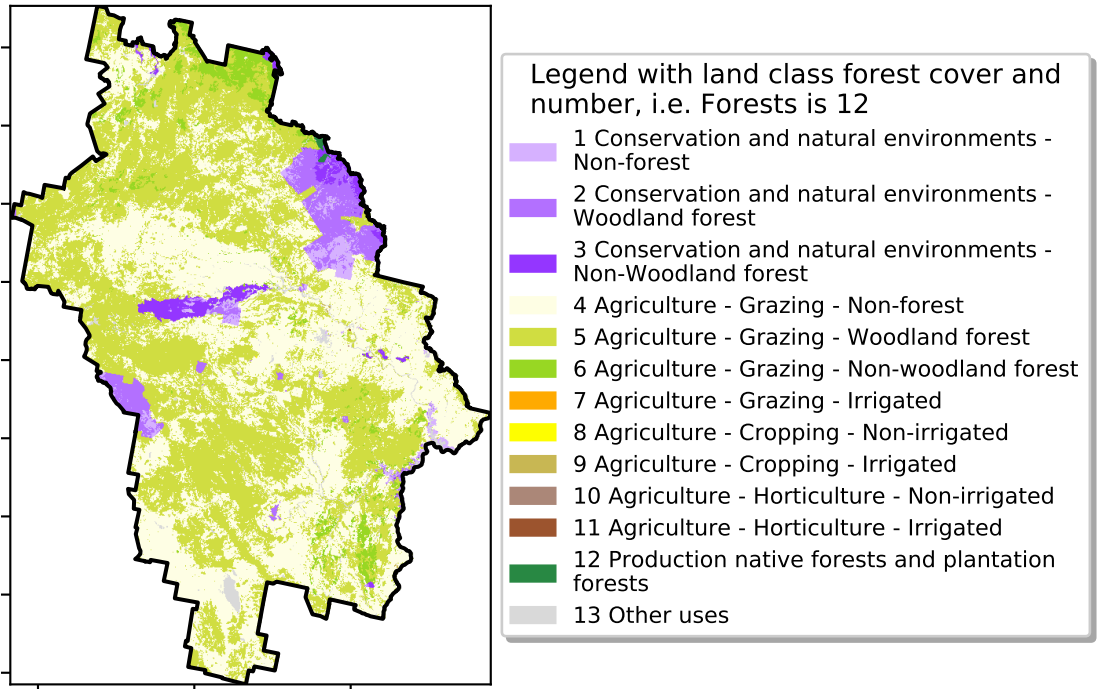 Legend with land class forest cover and
number, i.e. Forests is 12
1 Conservation and natural environments -
Non-forest
2 Conservation and natural environments -
Woodland forest
3 Conservation and natural environments -
Non-Woodland forest
4 Agriculture - Grazing - Non-forest
5 Agriculture - Grazing - Woodland forest
6 Agriculture - Grazing - Non-woodland forest
7 Agriculture - Grazing - Irrigated
8 Agriculture - Cropping - Non-irrigated
9 Agriculture - Cropping - Irrigated
10 Agriculture - Horticulture - Non-irrigated
11 Agriculture - Horticulture - Irrigated
12 Production native forests and plantation
forests
13 Other uses